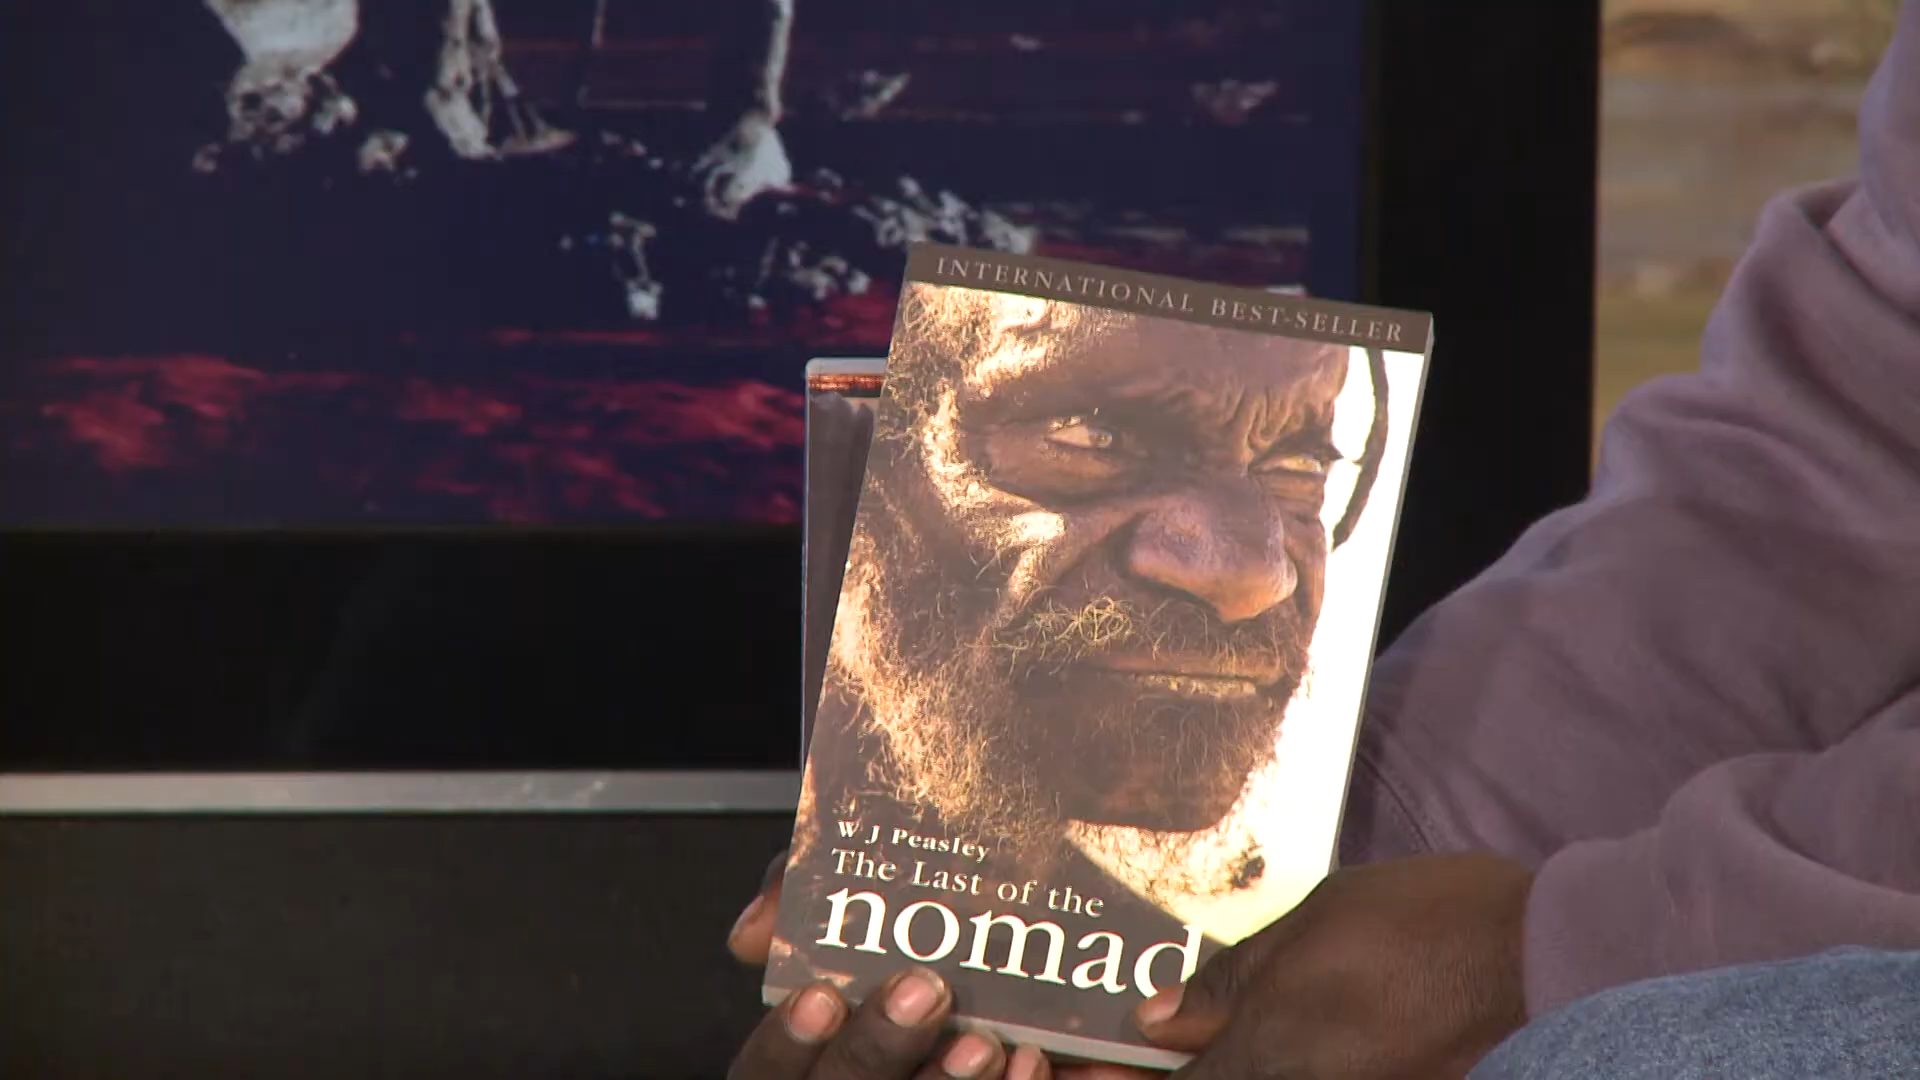 INTERNATIONAL BEST-SELLER
W J Peasley
The Last of the
nomad